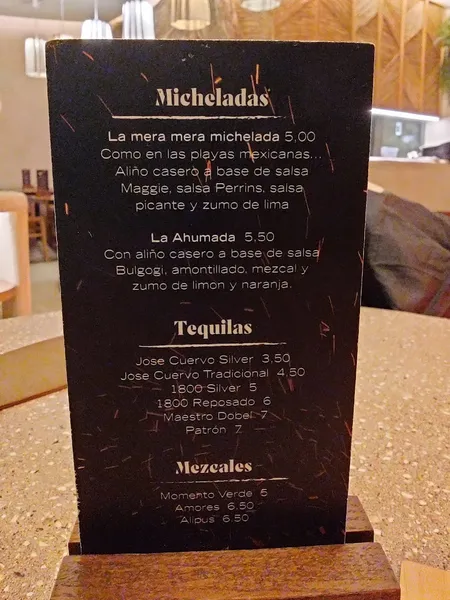 Micheladas
La mera mera michelada 5,00
Como en las playas mexicanas...
Aliño casero a base de salsa
Maggie, salsa Perrins, salsa
picante y zumo de lima
La Ahumada 5,50
Con aliño casero a base de salsa
Bulgogi, amontillado, mezcal y
zumo de limón y naranja.
Tequilas
Jose Cuervo Silver 3,50
Jose Cuervo Tradicional 4,50
1800 Silver 5
1800 Reposado 6
Maestro Dobel 7
Patrón 7
Mezcales
Momento Verde 5
Amores 6,50
Alipus 6,50